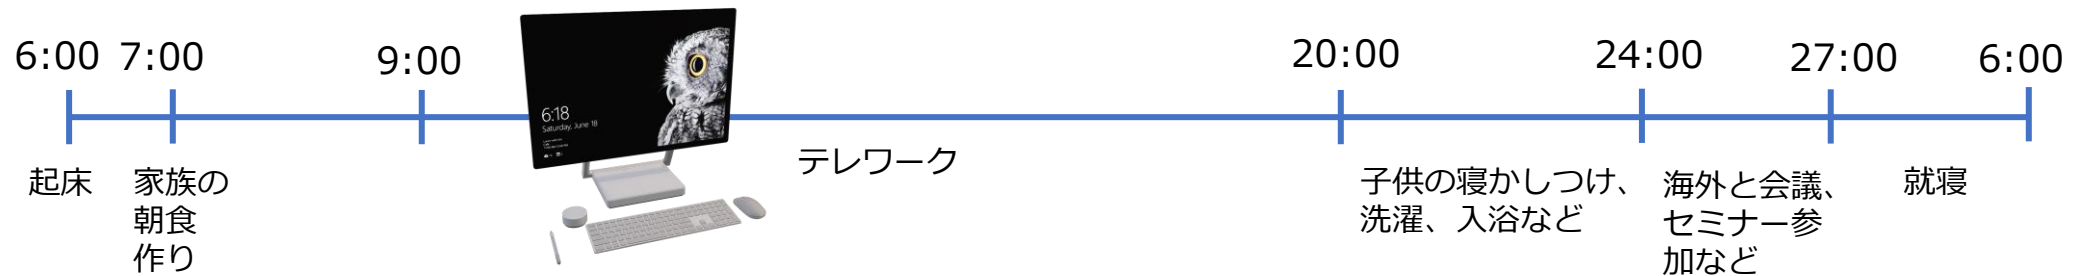 6:00
7:00
9:00
20:00
24:00
27:00
6:00
6:18
Saturday, June 18
起床
家族の
朝食
作り
テレワーク
子供の寝かしつけ、
洗濯、入浴など
海外と会議、
セミナー参
加など
就寝